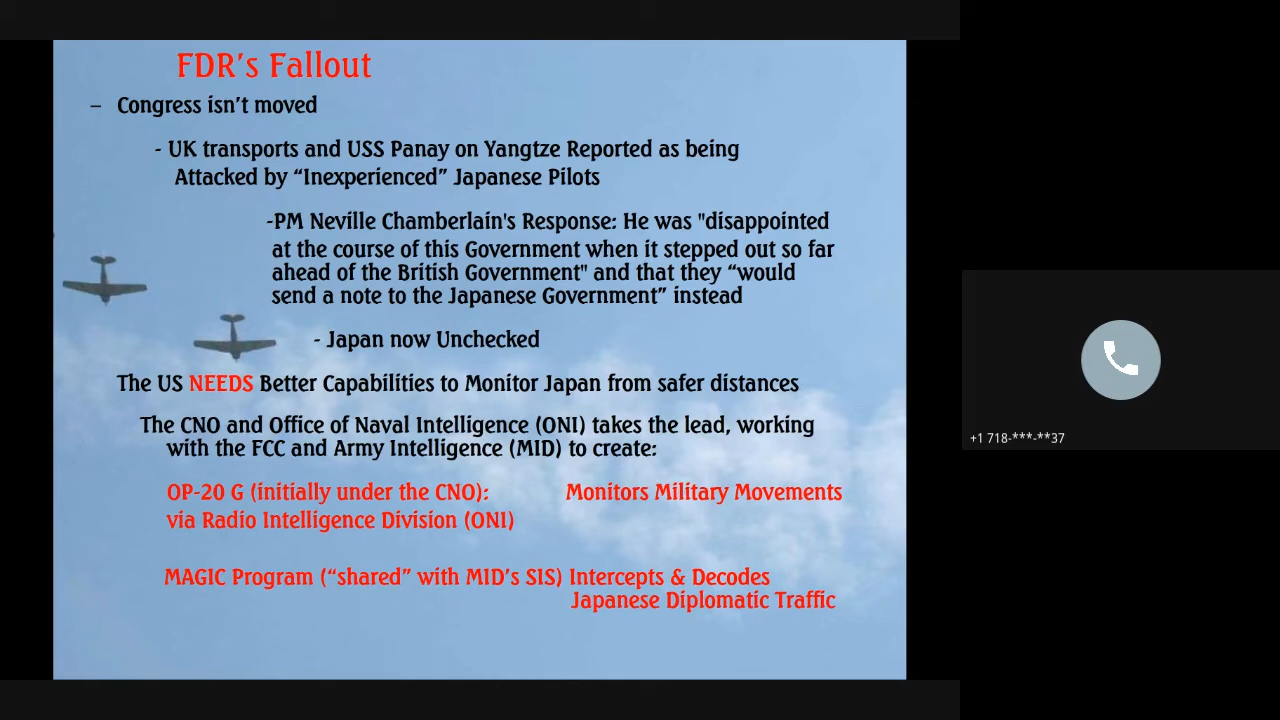 FDR's Fallout
– Congress isn't moved
- UK transports and USS Panay on Yangtze Reported as being
Attacked by “Inexperienced” Japanese Pilots
-PM Neville Chamberlain's Response: He was "disappointed
at the course of this Government when it stepped out so far
ahead of the British Government" and that they “would
send a note to the Japanese Government” instead
- Japan now Unchecked
The US NEEDS Better Capabilities to Monitor Japan from safer distances
The CNO and Office of Naval Intelligence (ONI) takes the lead, working
with the FCC and Army Intelligence (MID) to create:
OP-20 G (initially under the CNO): Monitors Military Movements
via Radio Intelligence Division (ONI)
MAGIC Program (“shared” with MID's SIS) Intercepts & Decodes
Japanese Diplomatic Traffic
+1 718-***-**37